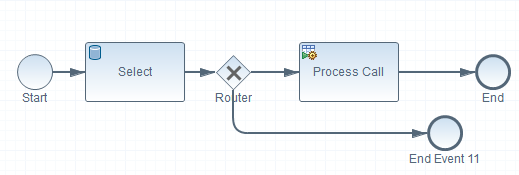 Select
Process Call
Start
Router
End
End Event 11